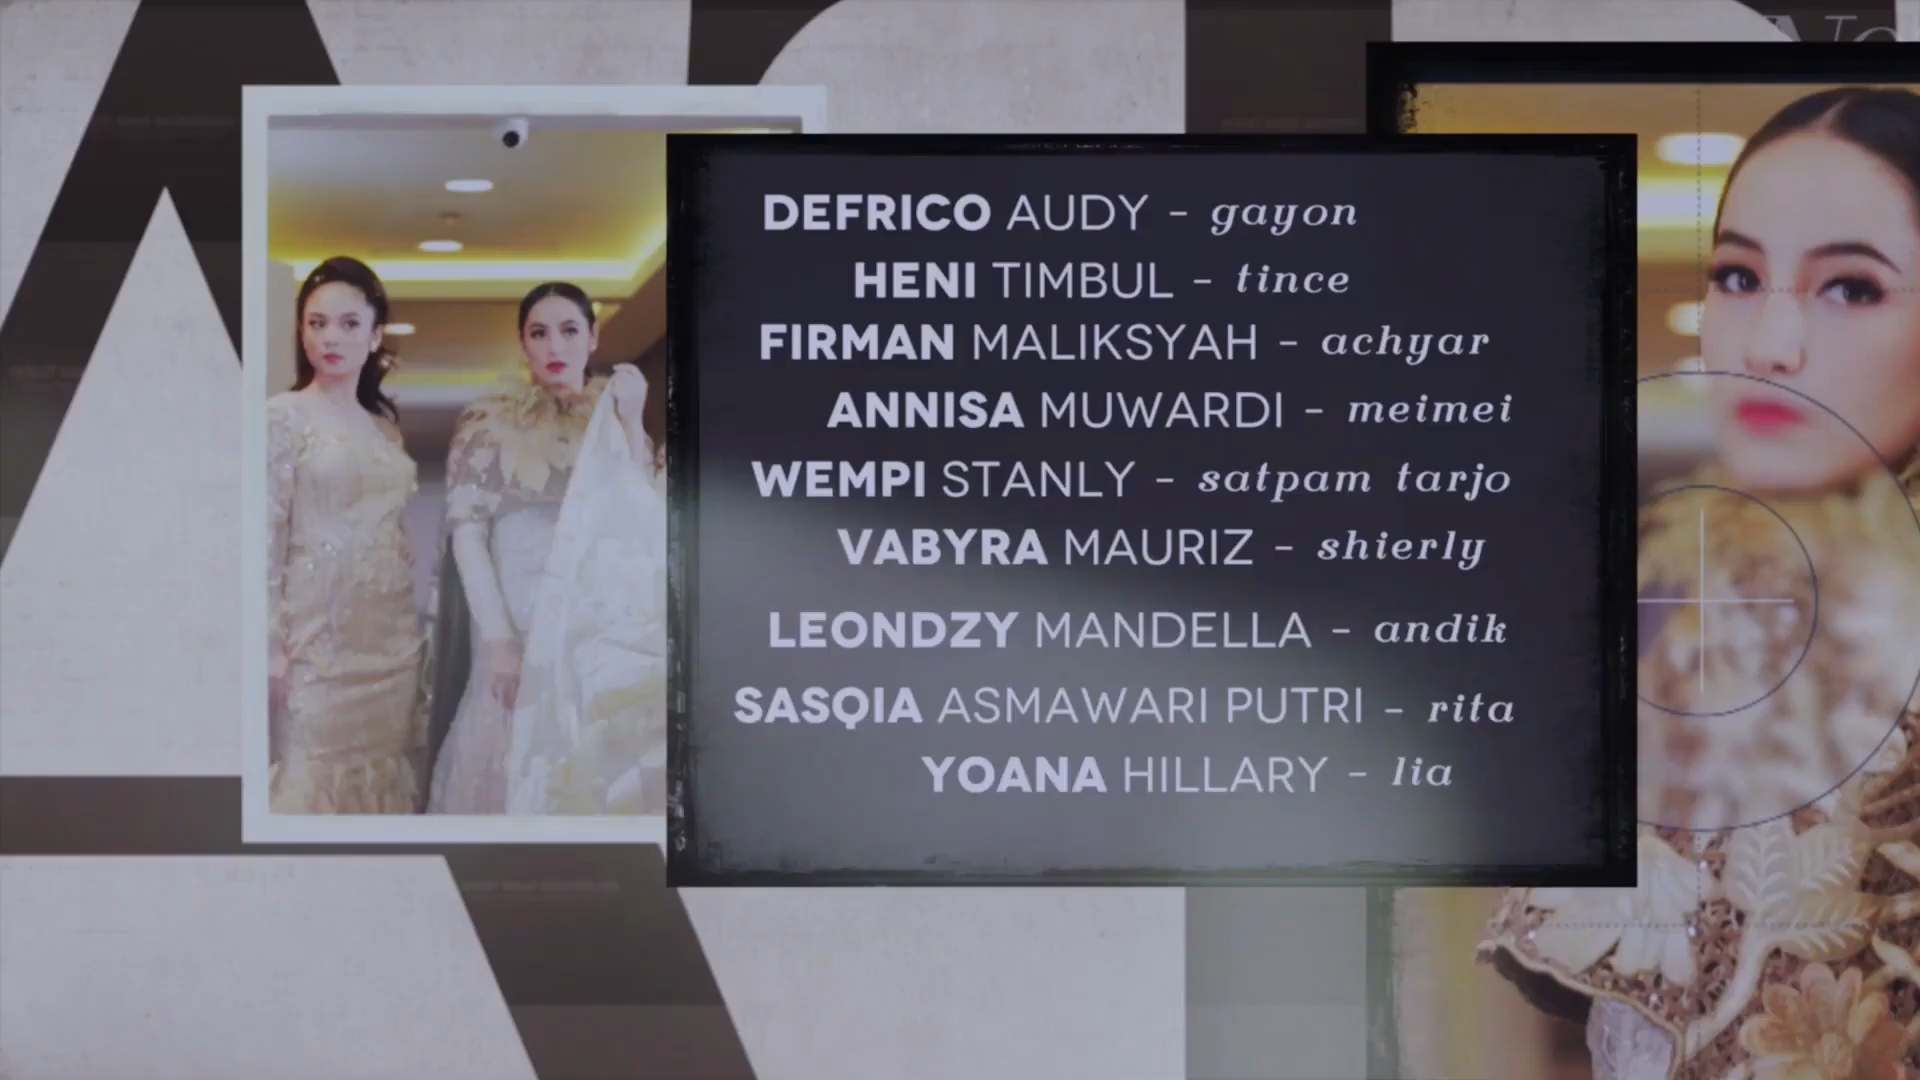 DEFRICO AUDY – gayon
HENI TIMBUL – tince
FIRMAN MALIKSYAH – achyar
ANNISA MUWARDI – meimei
WEMPI STANLY – satpam tarjo
VABYRA MAURIZ – shierly
LEONDZY MANDELLA – andik
SASQIA ASMAWARI PUTRI – rita
YOANA HILLARY – lia